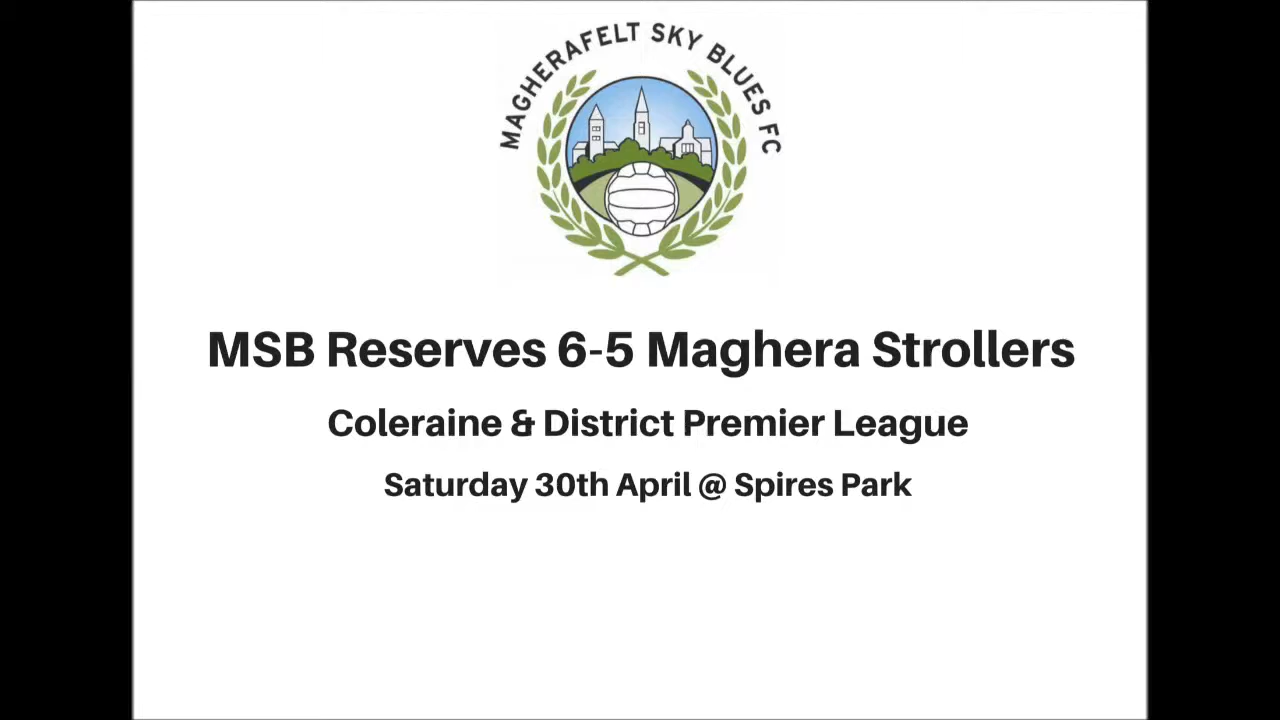 MAGHERAFELT SKY BLUES FC
MSB Reserves 6-5 Maghera Strollers
Coleraine & District Premier League
Saturday 30th April @ Spires Park